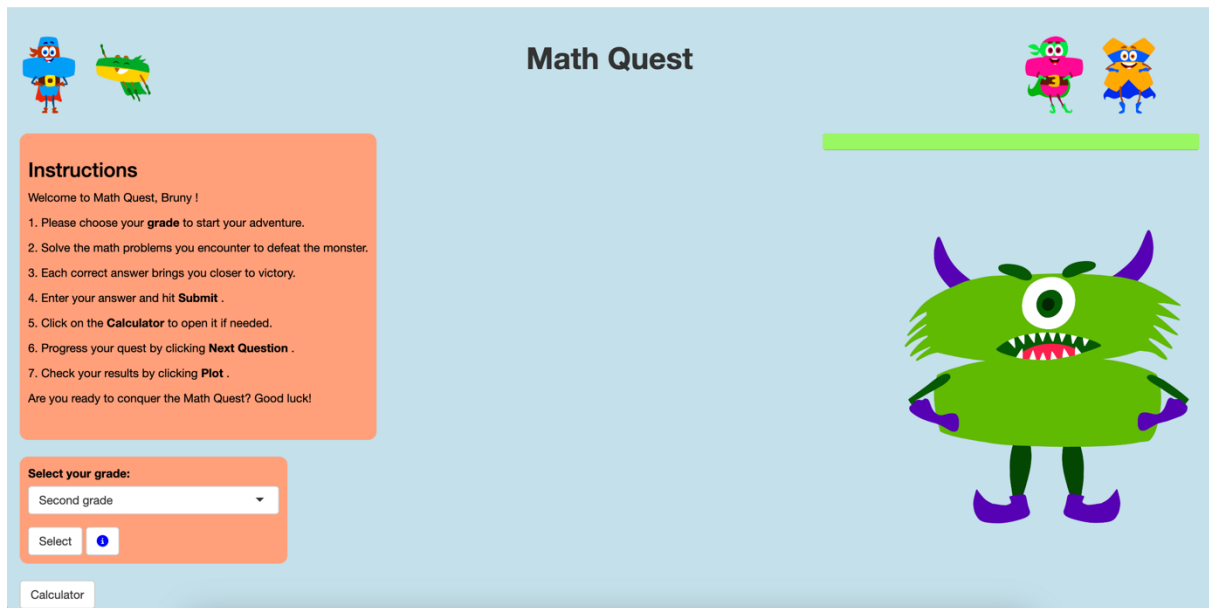 Math Quest
Instructions
Welcome to Math Quest, Bruny !
1. Please choose your grade to start your adventure.
2. Solve the math problems you encounter to defeat the monster.
3. Each correct answer brings you closer to victory.
4. Enter your answer and hit Submit .
5. Click on the Calculator to open it if needed.
6. Progress your quest by clicking Next Question .
7. Check your results by clicking Plot .
Are you ready to conquer the Math Quest? Good luck!
Select your grade:
Second grade
Select
Calculator